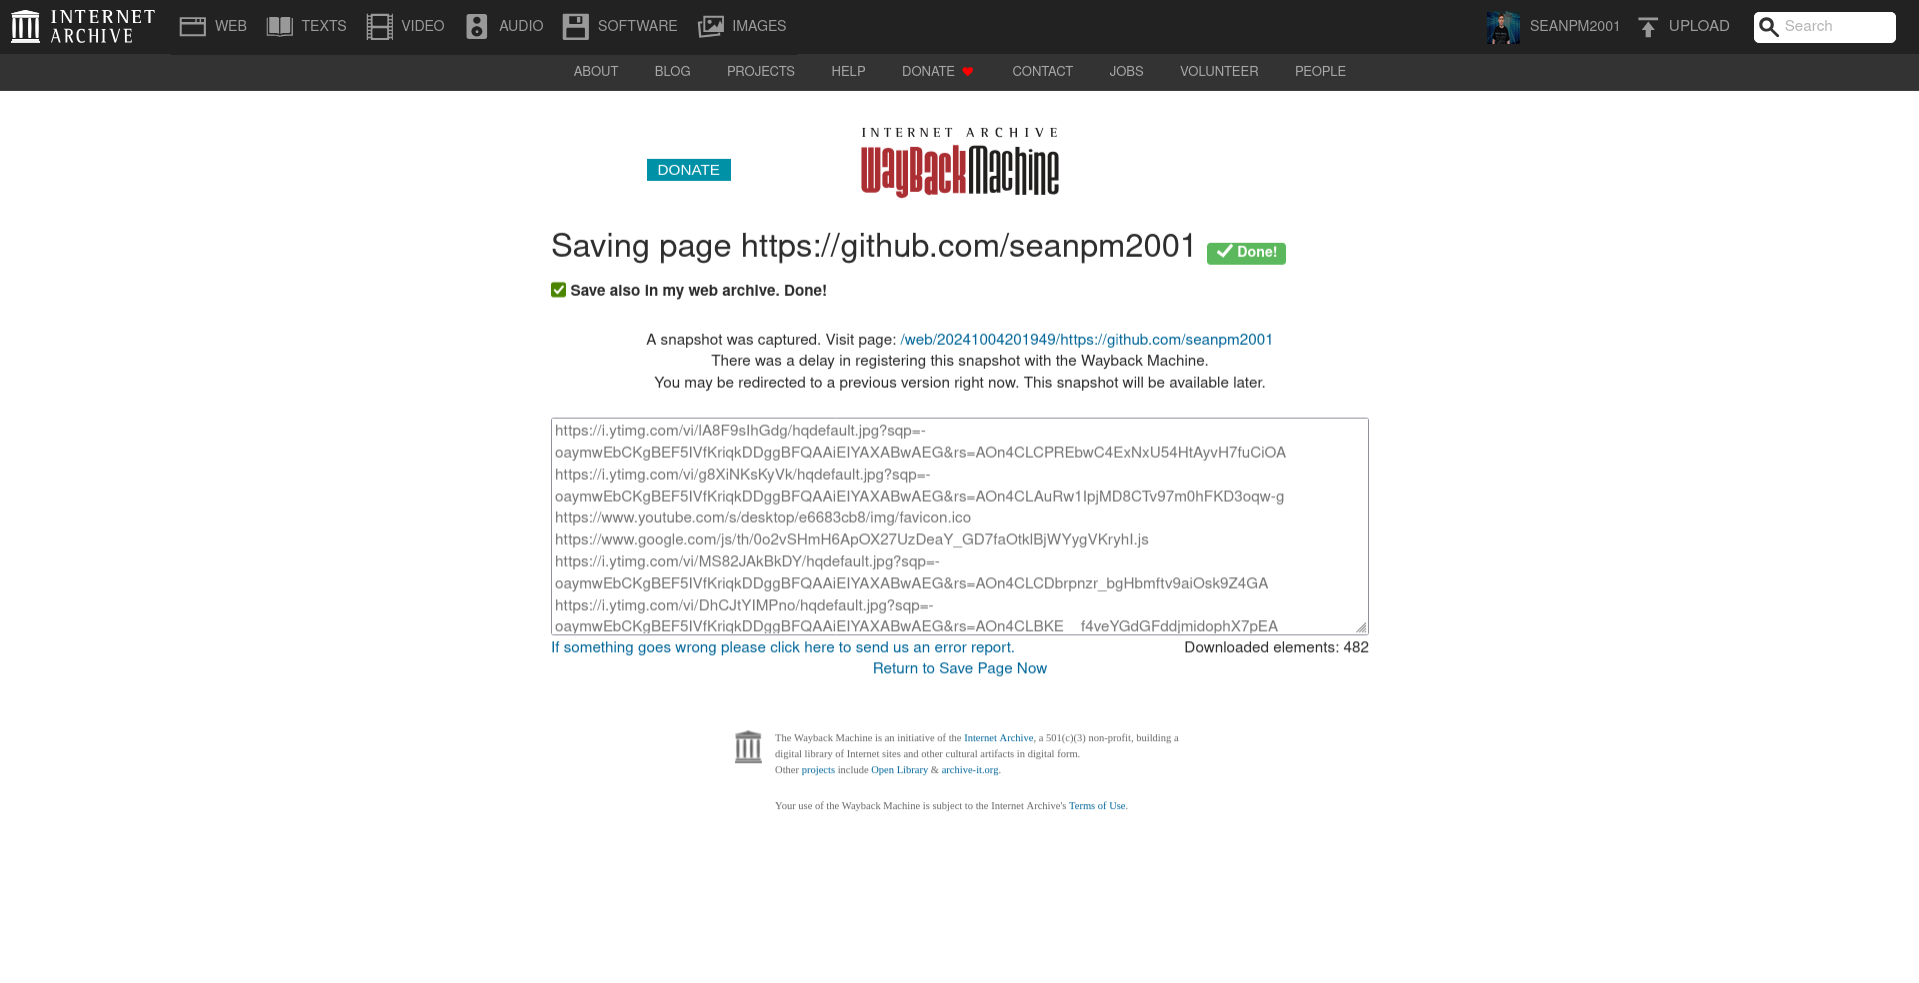 INTERNET ARCHIVE
WEB TEXTS VIDEO AUDIO SOFTWARE IMAGES
SEANPM2001 UPLOAD Search
ABOUT BLOG PROJECTS HELP DONATE CONTACT JOBS VOLUNTEER PEOPLE
INTERNET ARCHIVE
WayBackMachine
DONATE
Saving page https://github.com/seanpm2001 Done!
Save also in my web archive. Done!
A snapshot was captured. Visit page: /web/20241004201949/https://github.com/seanpm2001
There was a delay in registering this snapshot with the Wayback Machine.
You may be redirected to a previous version right now. This snapshot will be available later.
https://i.ytimg.com/vi/lA8F9sIhGdg/hqdefault.jpg?sqp=-
oaymwEbCKgBEF5IVfKriqkDDggBFQAAiEIYAXABwAEG&rs=AOn4CLCPREbwC4ExNxU54HtAyvH7fuCiOA
https://i.ytimg.com/vi/g8XiNKsKyVk/hqdefault.jpg?sqp=-
oaymwEbCKgBEF5IVfKriqkDDggBFQAAiEIYAXABwAEG&rs=AOn4CLAuRw1IpjMD8CTv97m0hFKD3oqw-g
https://www.youtube.com/s/desktop/e6683cb8/img/favicon.ico
https://www.google.com/js/th/0o2vSHmH6ApOX27UzDeaY_GD7faOtklBjWYygVKryhI.js
https://i.ytimg.com/vi/MS82JAkBkDY/hqdefault.jpg?sqp=-
oaymwEbCKgBEF5IVfKriqkDDggBFQAAiEIYAXABwAEG&rs=AOn4CLCDbrpnzr_bgHbmftv9aiOsk9Z4GA
https://i.ytimg.com/vi/DhCJtYIMPno/hqdefault.jpg?sqp=-
oaymwEbCKgBEF5IVfKriqkDDggBFQAAiEIYAXABwAEG&rs=AOn4CLBKE__f4veYGdGFddjmidophX7pEA
If something goes wrong please click here to send us an error report. Downloaded elements: 482
Return to Save Page Now
The Wayback Machine is an initiative of the Internet Archive, a 501(c)(3) non-profit, building a
digital library of Internet sites and other cultural artifacts in digital form.
Other projects include Open Library & archive-it.org.
Your use of the Wayback Machine is subject to the Internet Archive's Terms of Use.